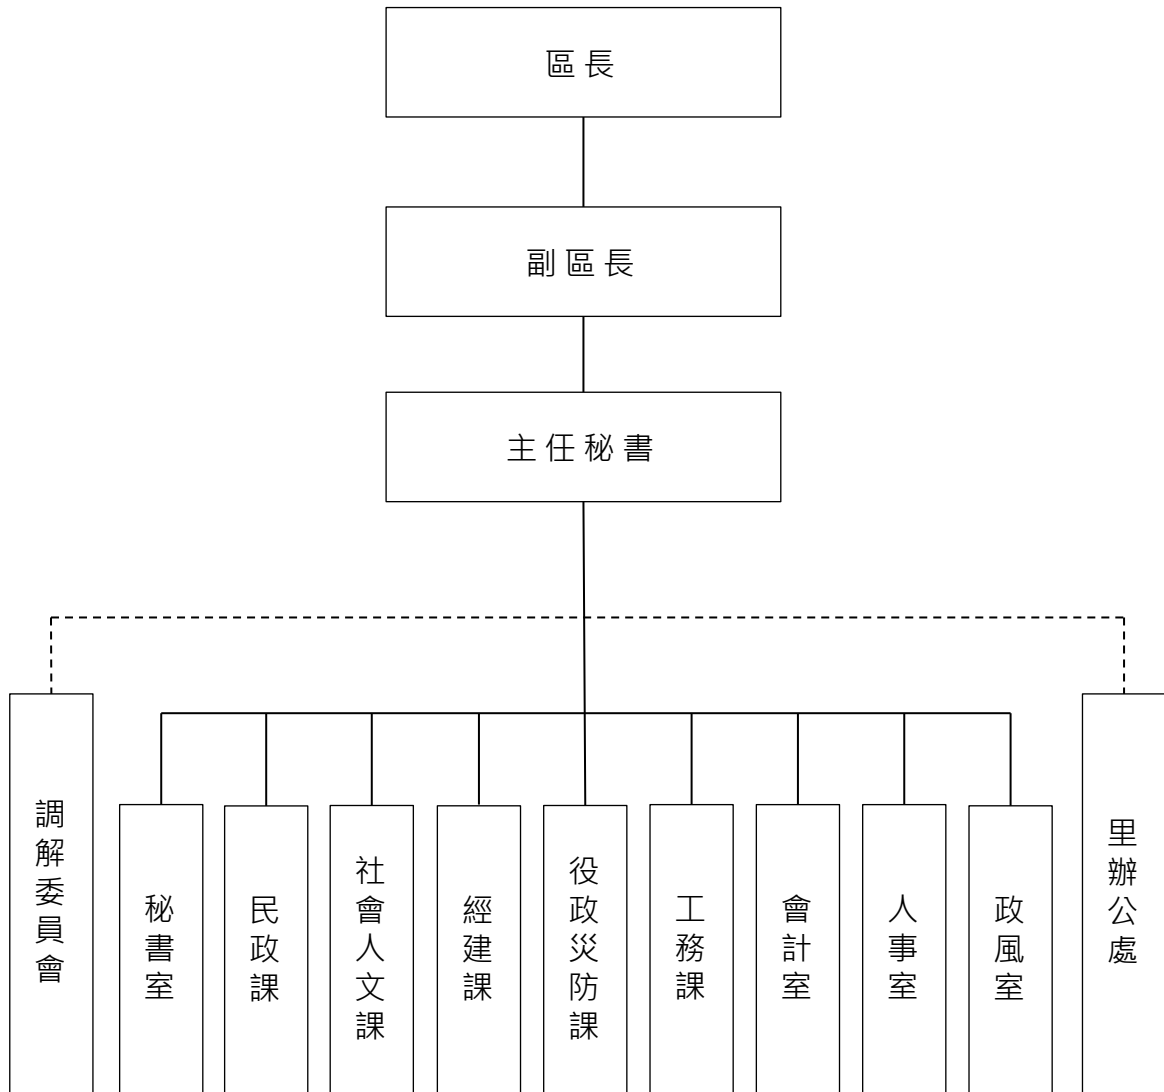 區長
副區長
主任秘書
調解委員會
秘書室
民政課
社會人文課
經建課
役政災防課
工務課
會計室
人事室
政風室
里辦公處